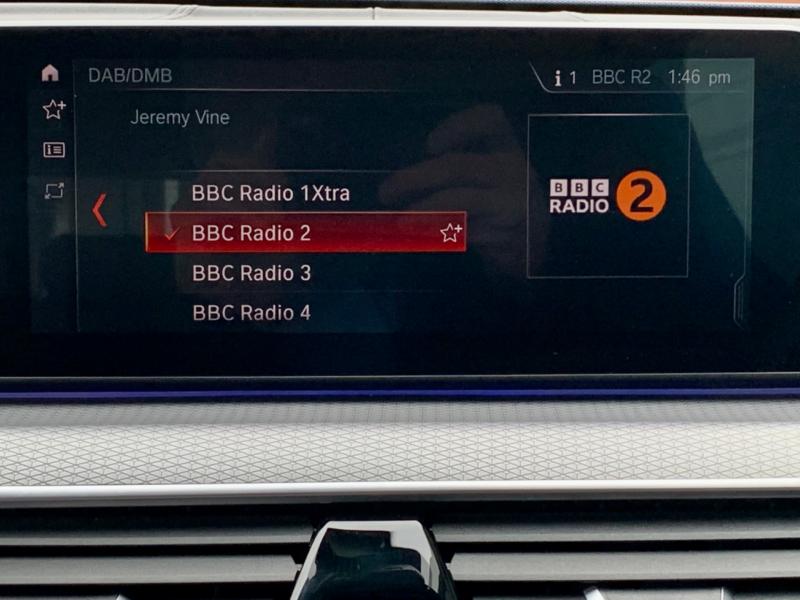 DAB/DMB
1 BBC R2 1:46 pm
Jeremy Vine
BBC Radio 1Xtra
BBC Radio 2
BBC Radio 3
BBC Radio 4
BBC
RADIO 2